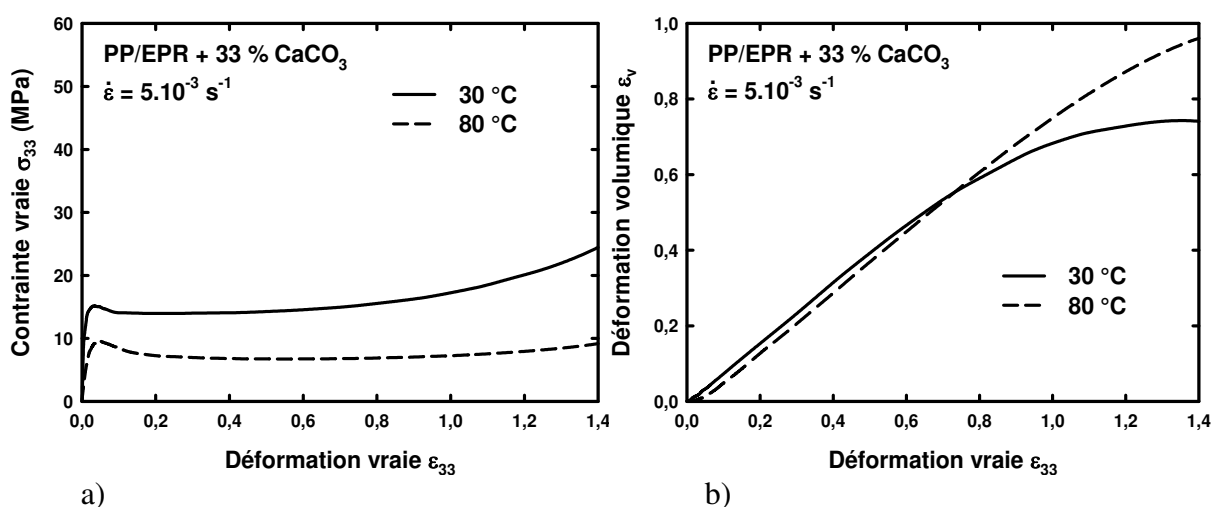 60
50
40
30
20
10
0
Contrainte vraie σ₃₃ (MPa)
PP/EPR + 33 % CaCO₃
ε̇ = 5.10⁻³ s⁻¹
30 °C
80 °C
0,0 0,2 0,4 0,6 0,8 1,0 1,2 1,4
Déformation vraie ε₃₃
a)
1,0
0,8
0,6
0,4
0,2
0,0
Déformation volumique εᵥ
PP/EPR + 33 % CaCO₃
ε̇ = 5.10⁻³ s⁻¹
30 °C
80 °C
0,0 0,2 0,4 0,6 0,8 1,0 1,2 1,4
Déformation vraie ε₃₃
b)